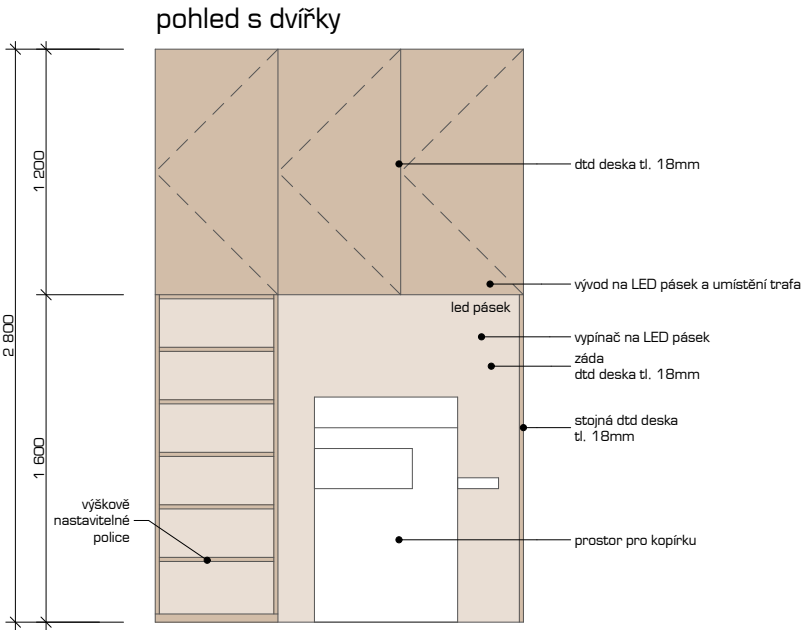 pohled s dvířky
1 200
2 800
1 600
dtd deska tl. 18mm
vývod na LED pásek a umístění trafa
led pásek
vypínač na LED pásek
záda
dtd deska tl. 18mm
stojná dtd deska
tl. 18mm
výškově
nastavitelné
police
prostor pro kopírku